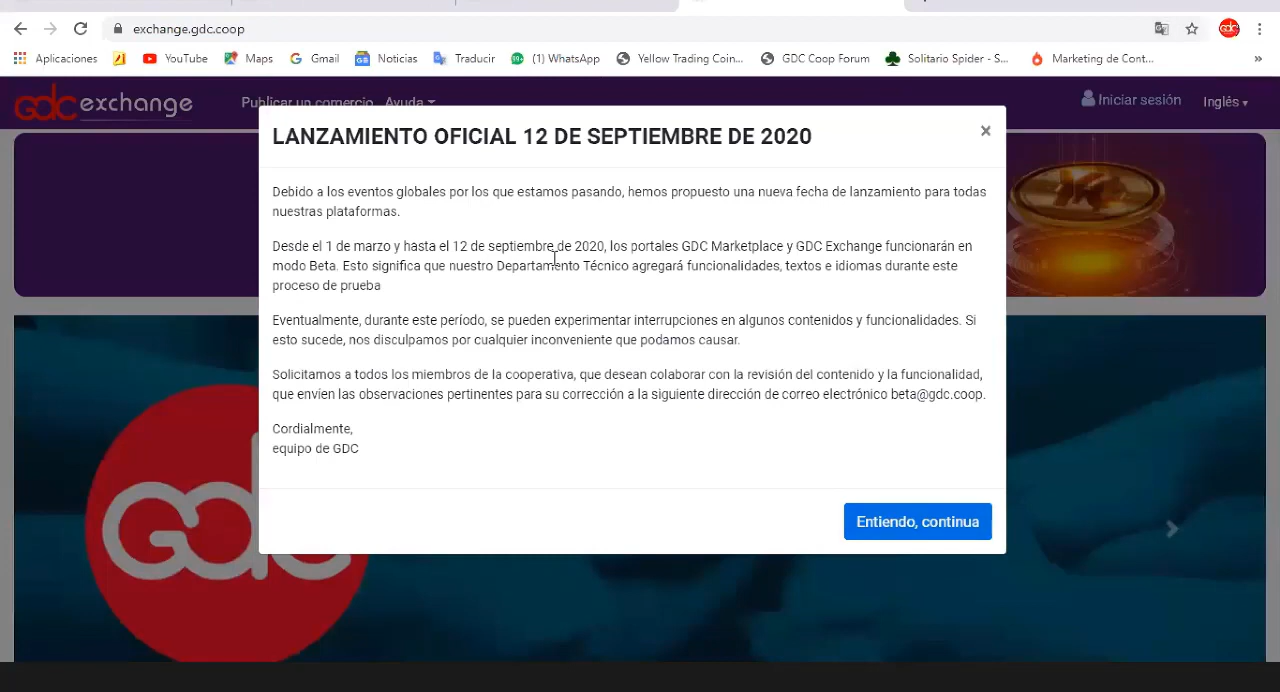 exchange.gdc.coop
gdc
Aplicaciones YouTube Maps Gmail Noticias Traducir (1) WhatsApp Yellow Trading Coin... GDC Coop Forum Solitario Spider - S... Marketing de Cont... »
gdc exchange Publicar un comercio Ayuda Iniciar sesión Inglés
LANZAMIENTO OFICIAL 12 DE SEPTIEMBRE DE 2020 ×
Debido a los eventos globales por los que estamos pasando, hemos propuesto una nueva fecha de lanzamiento para todas
nuestras plataformas.
Desde el 1 de marzo y hasta el 12 de septiembre de 2020, los portales GDC Marketplace y GDC Exchange funcionarán en
modo Beta. Esto significa que nuestro Departamento Técnico agregará funcionalidades, textos e idiomas durante este
proceso de prueba
Eventualmente, durante este período, se pueden experimentar interrupciones en algunos contenidos y funcionalidades. Si
esto sucede, nos disculpamos por cualquier inconveniente que podamos causar.
Solicitamos a todos los miembros de la cooperativa, que desean colaborar con la revisión del contenido y la funcionalidad,
que envíen las observaciones pertinentes para su corrección a la siguiente dirección de correo electrónico beta@gdc.coop.
Cordialmente,
equipo de GDC
Entiendo, continua
gdc